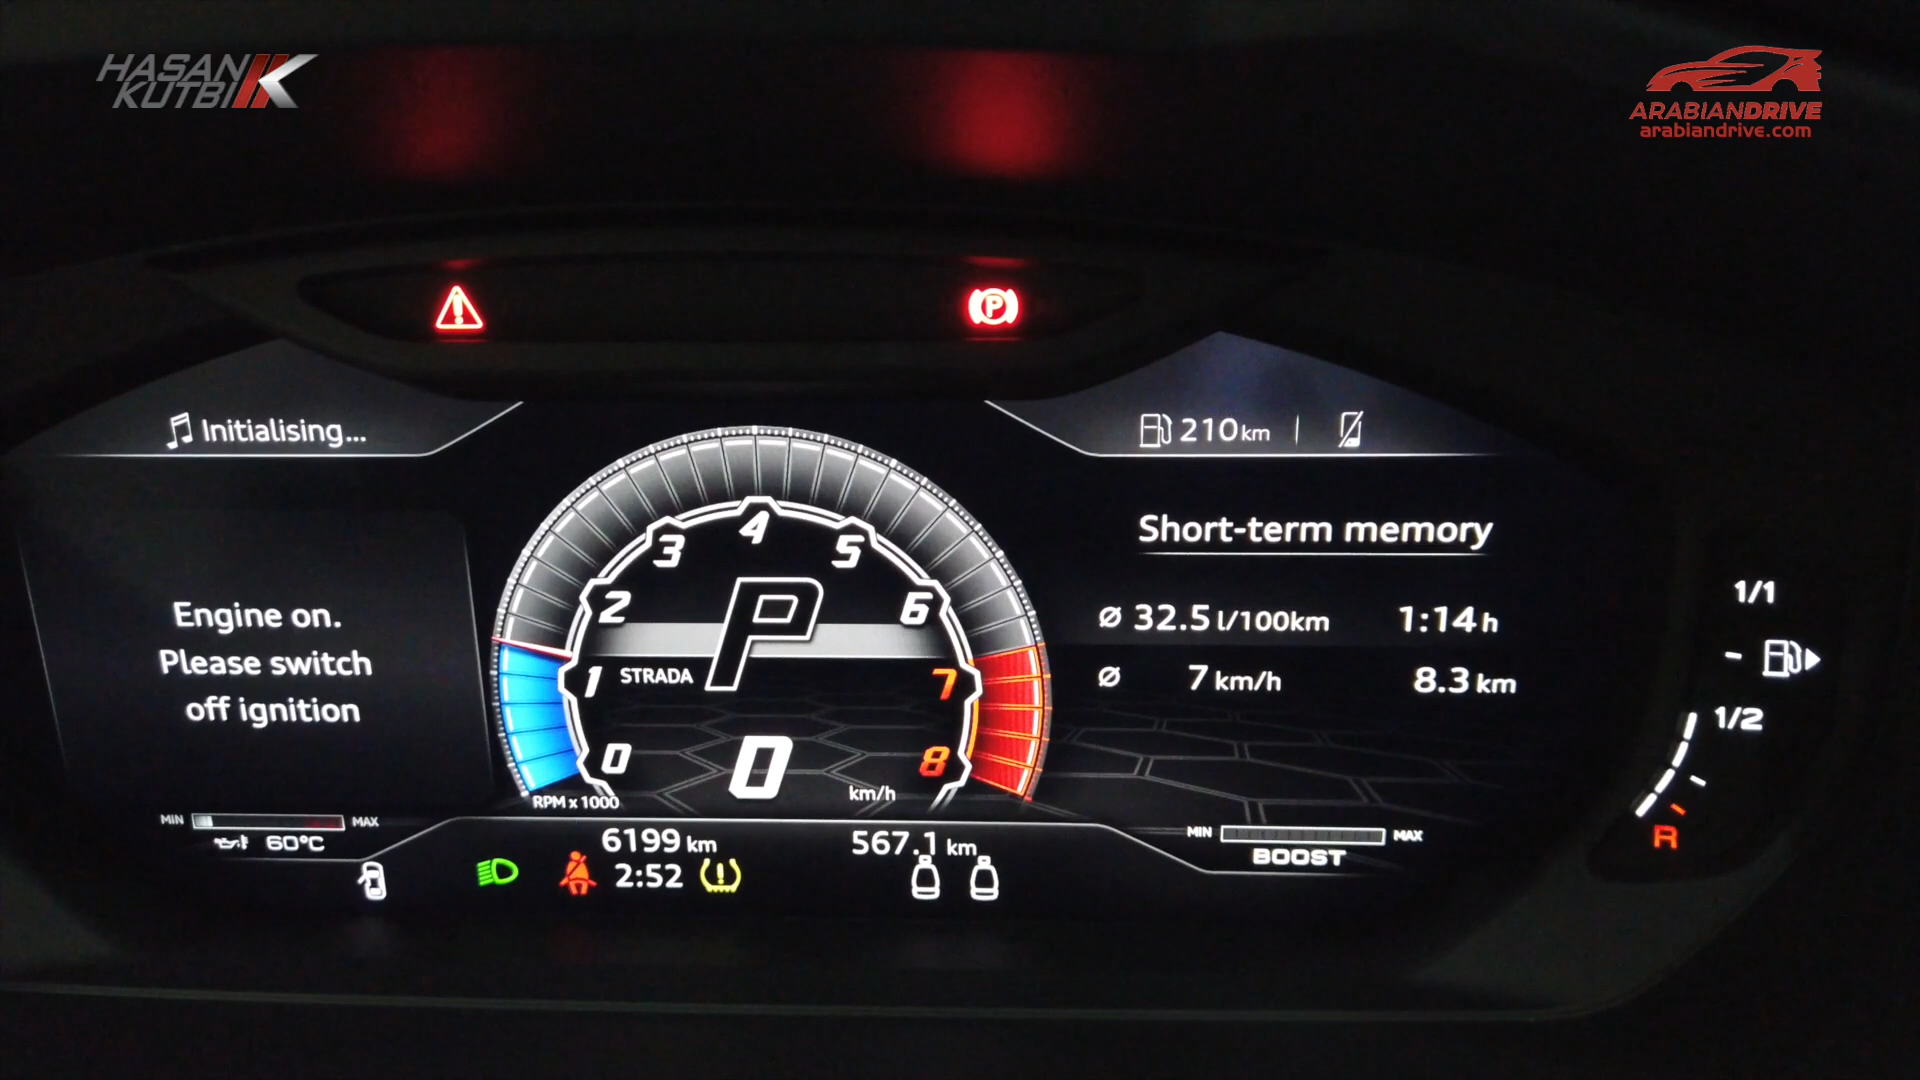 HASAN
KUTBI
ARABIANDRIVE
arabiandrive.com
P
Initialising...
210 km
Short-term memory
Engine on.
Please switch
off ignition
ø 32.5 l/100km 1:14 h
ø 7 km/h 8.3 km
0 1 2 3 4 5 6 7 8
P
STRADA
0
km/h
RPM x 1000
MIN MAX
60°C
6199 km
2:52
567.1 km
MIN MAX
BOOST
1/1
1/2
R